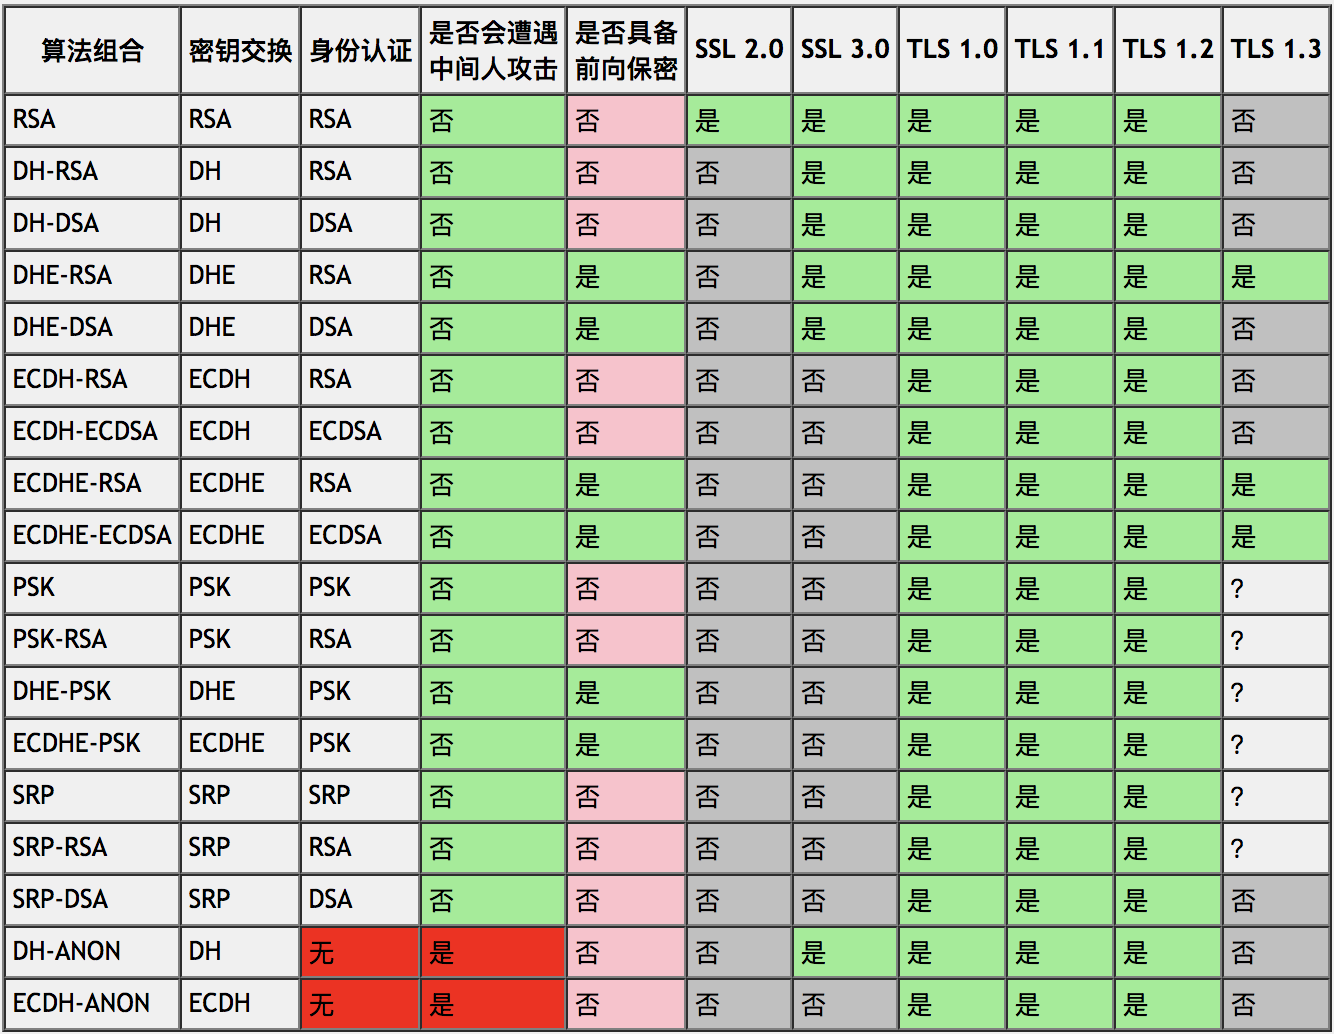 算法组合 密钥交换 身份认证 是否会遭遇中间人攻击 是否具备前向保密 SSL 2.0 SSL 3.0 TLS 1.0 TLS 1.1 TLS 1.2 TLS 1.3
RSA RSA RSA 否 否 是 是 是 是 是 否
DH-RSA DH RSA 否 否 否 是 是 是 是 否
DH-DSA DH DSA 否 否 否 是 是 是 是 否
DHE-RSA DHE RSA 否 是 否 是 是 是 是 是
DHE-DSA DHE DSA 否 是 否 是 是 是 是 否
ECDH-RSA ECDH RSA 否 否 否 否 是 是 是 否
ECDH-ECDSA ECDH ECDSA 否 否 否 否 是 是 是 否
ECDHE-RSA ECDHE RSA 否 是 否 否 是 是 是 是
ECDHE-ECDSA ECDHE ECDSA 否 是 否 否 是 是 是 是
PSK PSK PSK 否 否 否 否 是 是 是 ?
PSK-RSA PSK RSA 否 否 否 否 是 是 是 ?
DHE-PSK DHE PSK 否 是 否 否 是 是 是 ?
ECDHE-PSK ECDHE PSK 否 是 否 否 是 是 是 ?
SRP SRP SRP 否 否 否 否 是 是 是 ?
SRP-RSA SRP RSA 否 否 否 否 是 是 是 ?
SRP-DSA SRP DSA 否 否 否 否 是 是 是 否
DH-ANON DH 无 是 否 否 是 是 是 是 否
ECDH-ANON ECDH 无 是 否 否 否 是 是 是 否